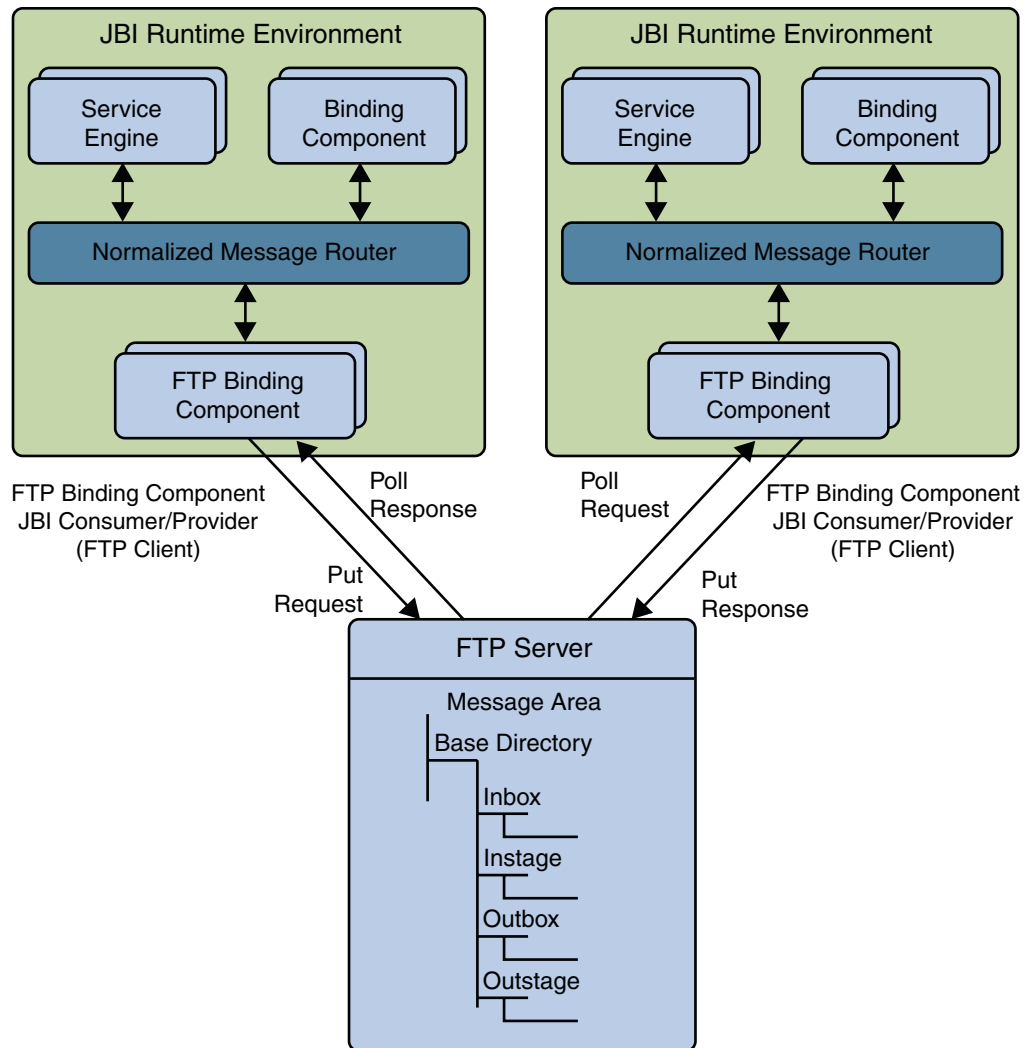 JBI Runtime Environment
Service
Engine
Binding
Component
Normalized Message Router
FTP Binding
Component
JBI Runtime Environment
Service
Engine
Binding
Component
Normalized Message Router
FTP Binding
Component
FTP Binding Component
JBI Consumer/Provider
(FTP Client)
Poll
Response
Put
Request
Poll
Request
FTP Binding Component
JBI Consumer/Provider
(FTP Client)
Put
Response
FTP Server
Message Area
Base Directory
Inbox
Instage
Outbox
Outstage